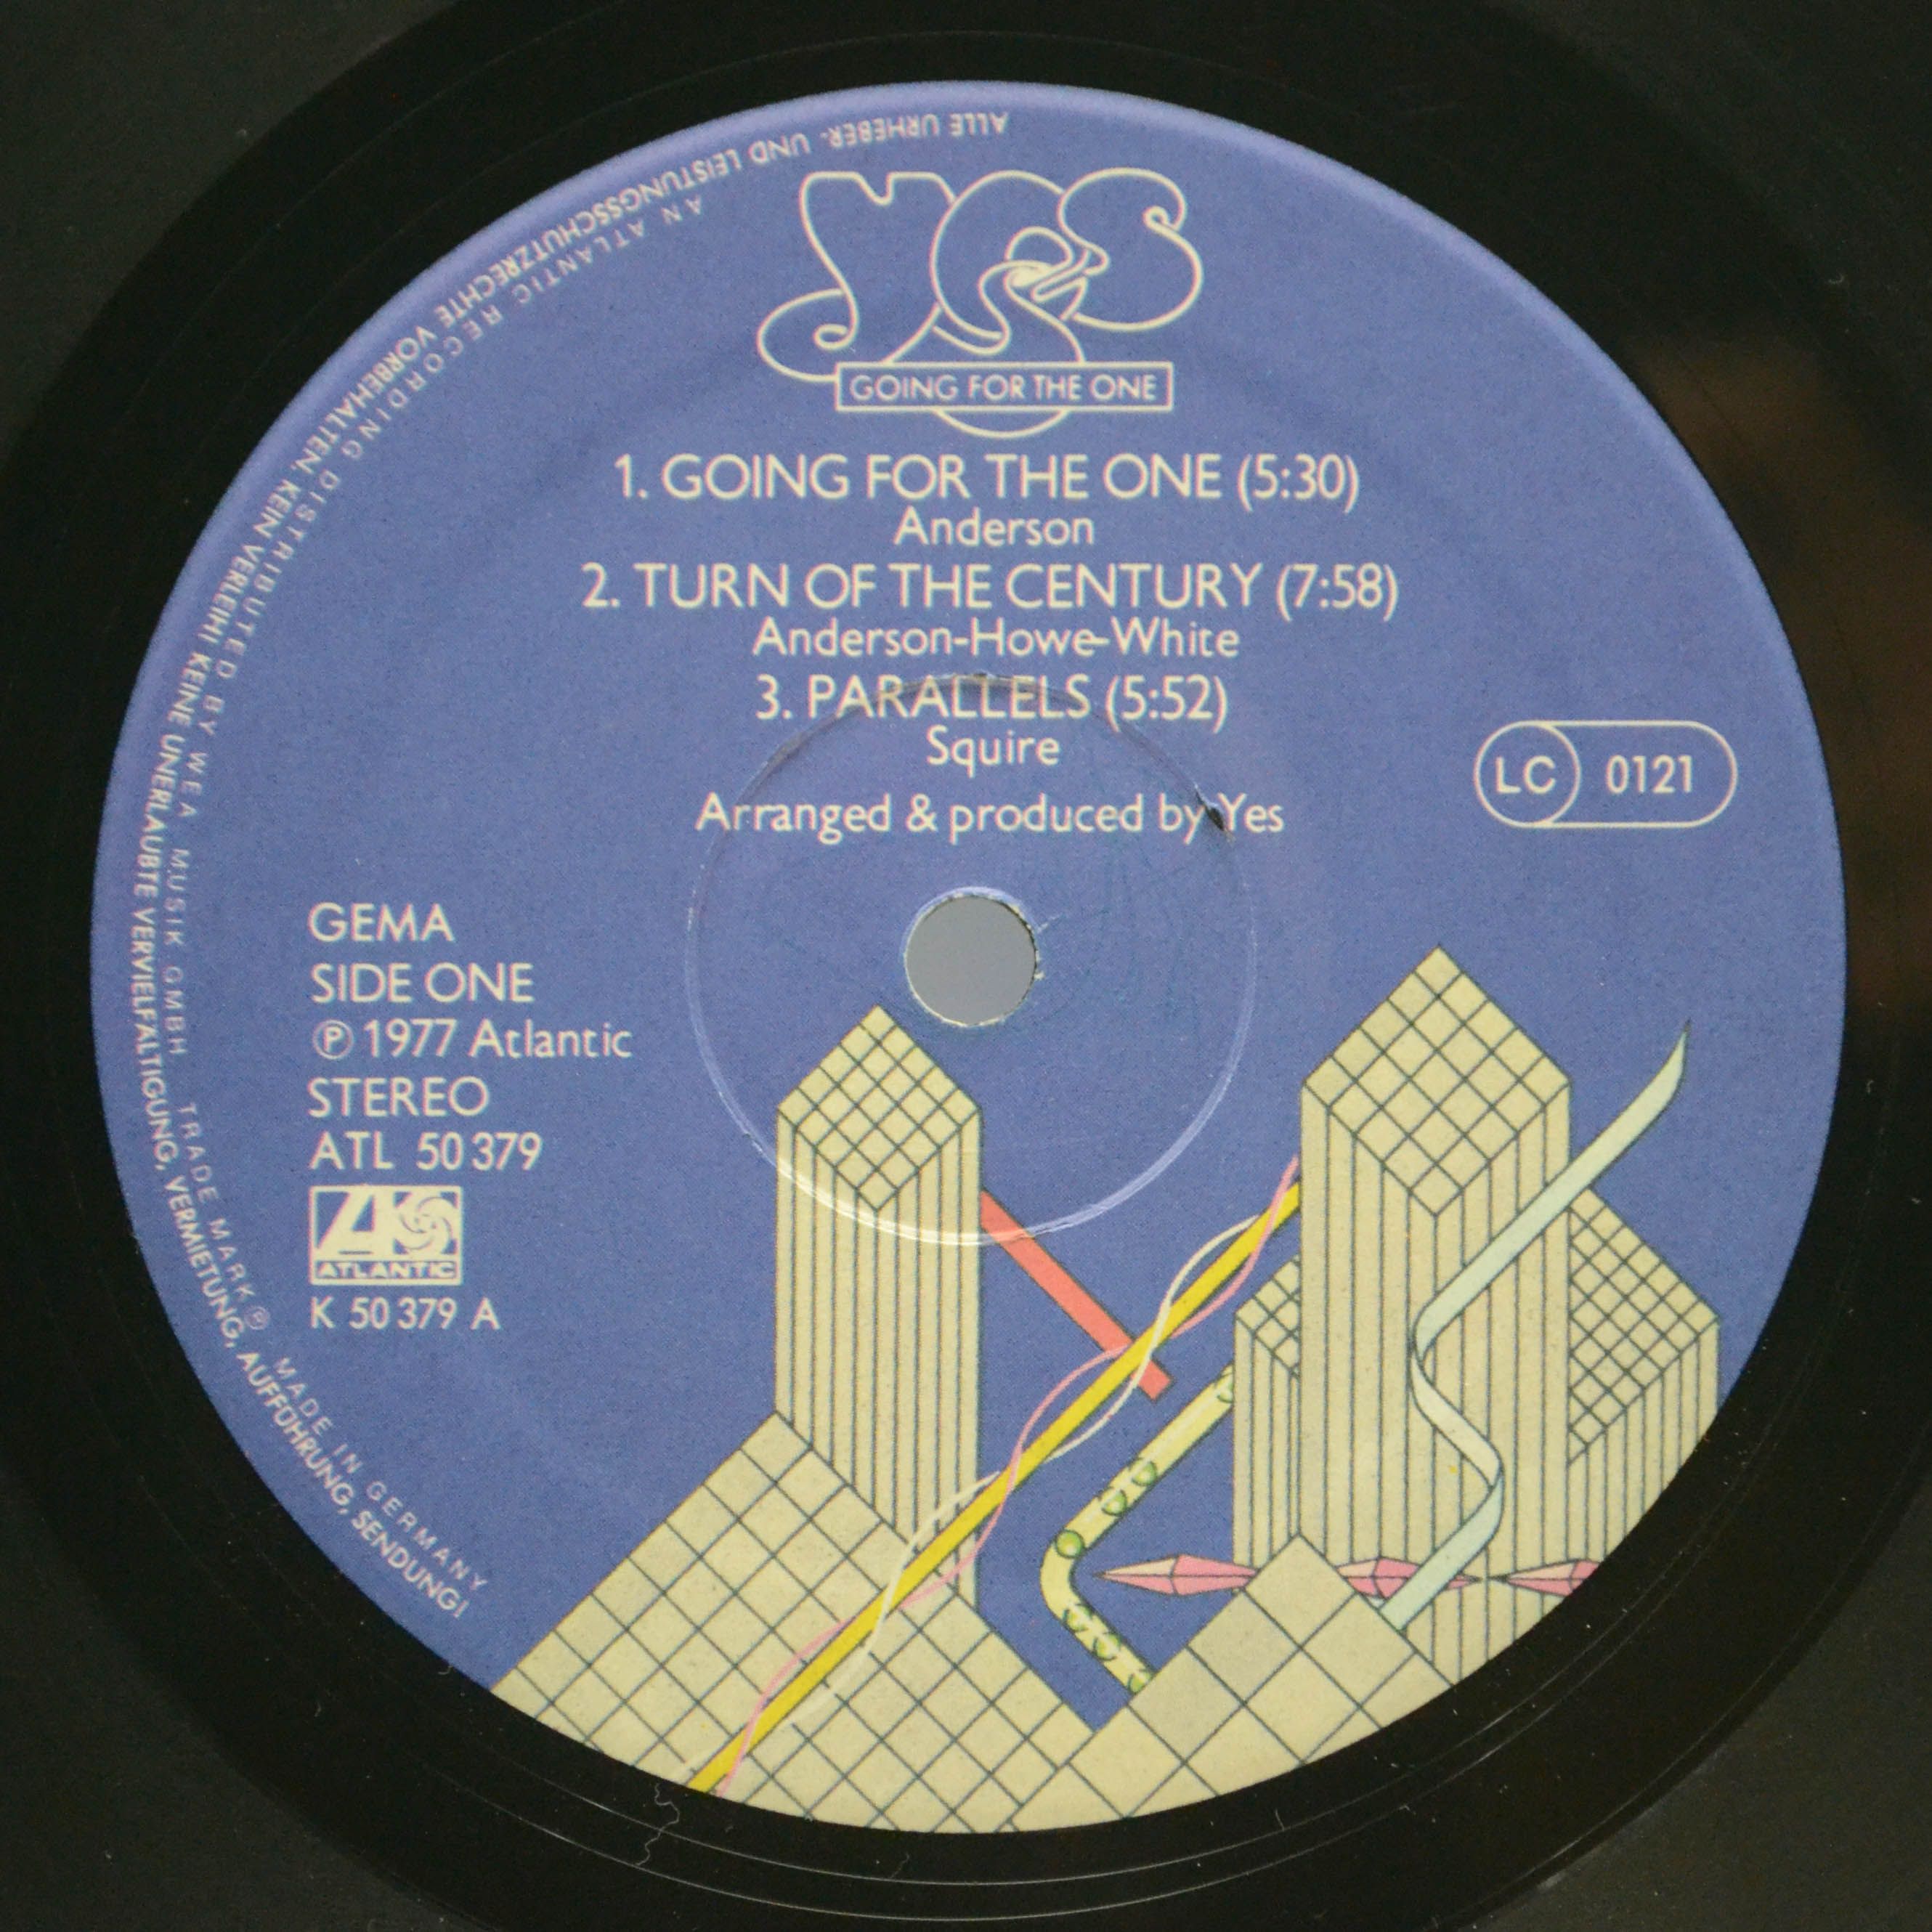 YES
GOING FOR THE ONE
1. GOING FOR THE ONE (5:30)
Anderson
2. TURN OF THE CENTURY (7:58)
Anderson-Howe-White
3. PARALLELS (5:52)
Squire
Arranged & produced by Yes
LC 0121
GEMA
SIDE ONE
℗ 1977 Atlantic
STEREO
ATL 50 379
ATLANTIC
K 50 379 A
ALLE URHEBER- UND LEISTUNGSSCHUTZRECHTE VORBEHALTEN. KEIN VERLEIH! KEINE UNERLAUBTE VERVIELFÄLTIGUNG, VERMIETUNG, AUFFÜHRUNG, SENDUNG!
AN ATLANTIC RECORDING DISTRIBUTED BY WEA MUSIK GMBH TRADE MARK ® MADE IN GERMANY